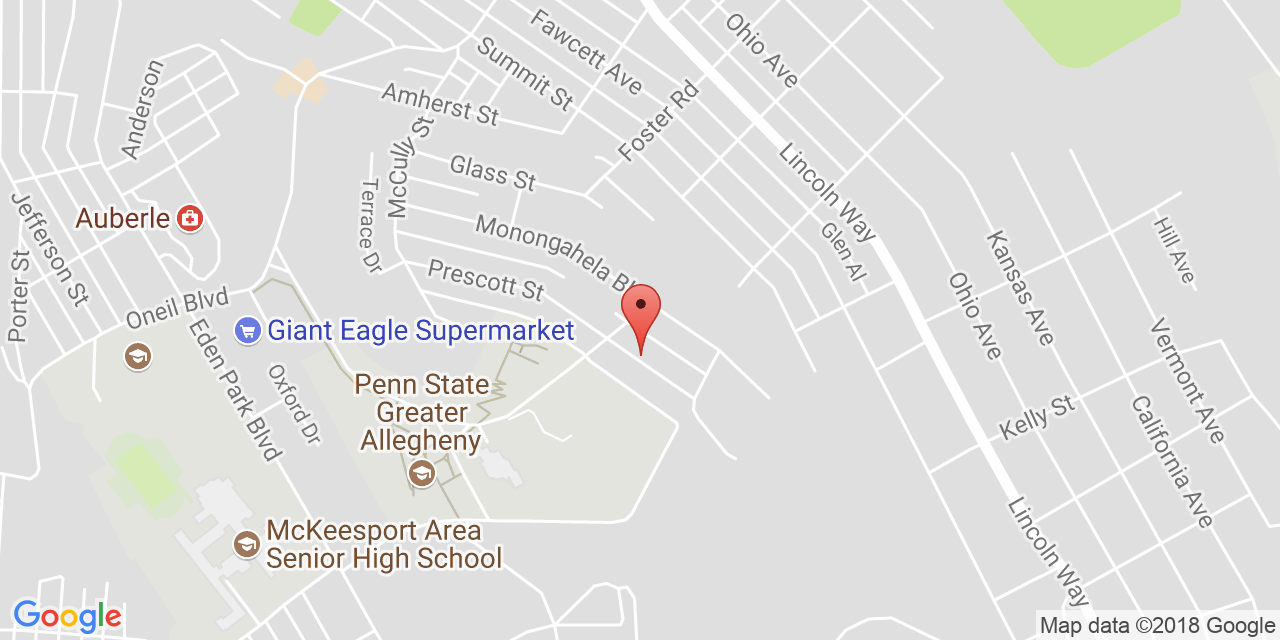 Fawcett Ave
Ohio Ave
Summit St
Anderson
Amherst St
Foster Rd
McCully St
Glass St
Lincoln Way
Terrace Dr
Auberle
Jefferson St
Porter St
Monongahela Bl
Glen Al
Hill Ave
Kansas Ave
Prescott St
Oneil Blvd
Ohio Ave
Giant Eagle Supermarket
Eden Park Blvd
Oxford Dr
Vermont Ave
Penn State
Greater
Allegheny
Kelly St
California Ave
McKeesport Area
Senior High School
Lincoln Way
Google
Map data ©2018 Google